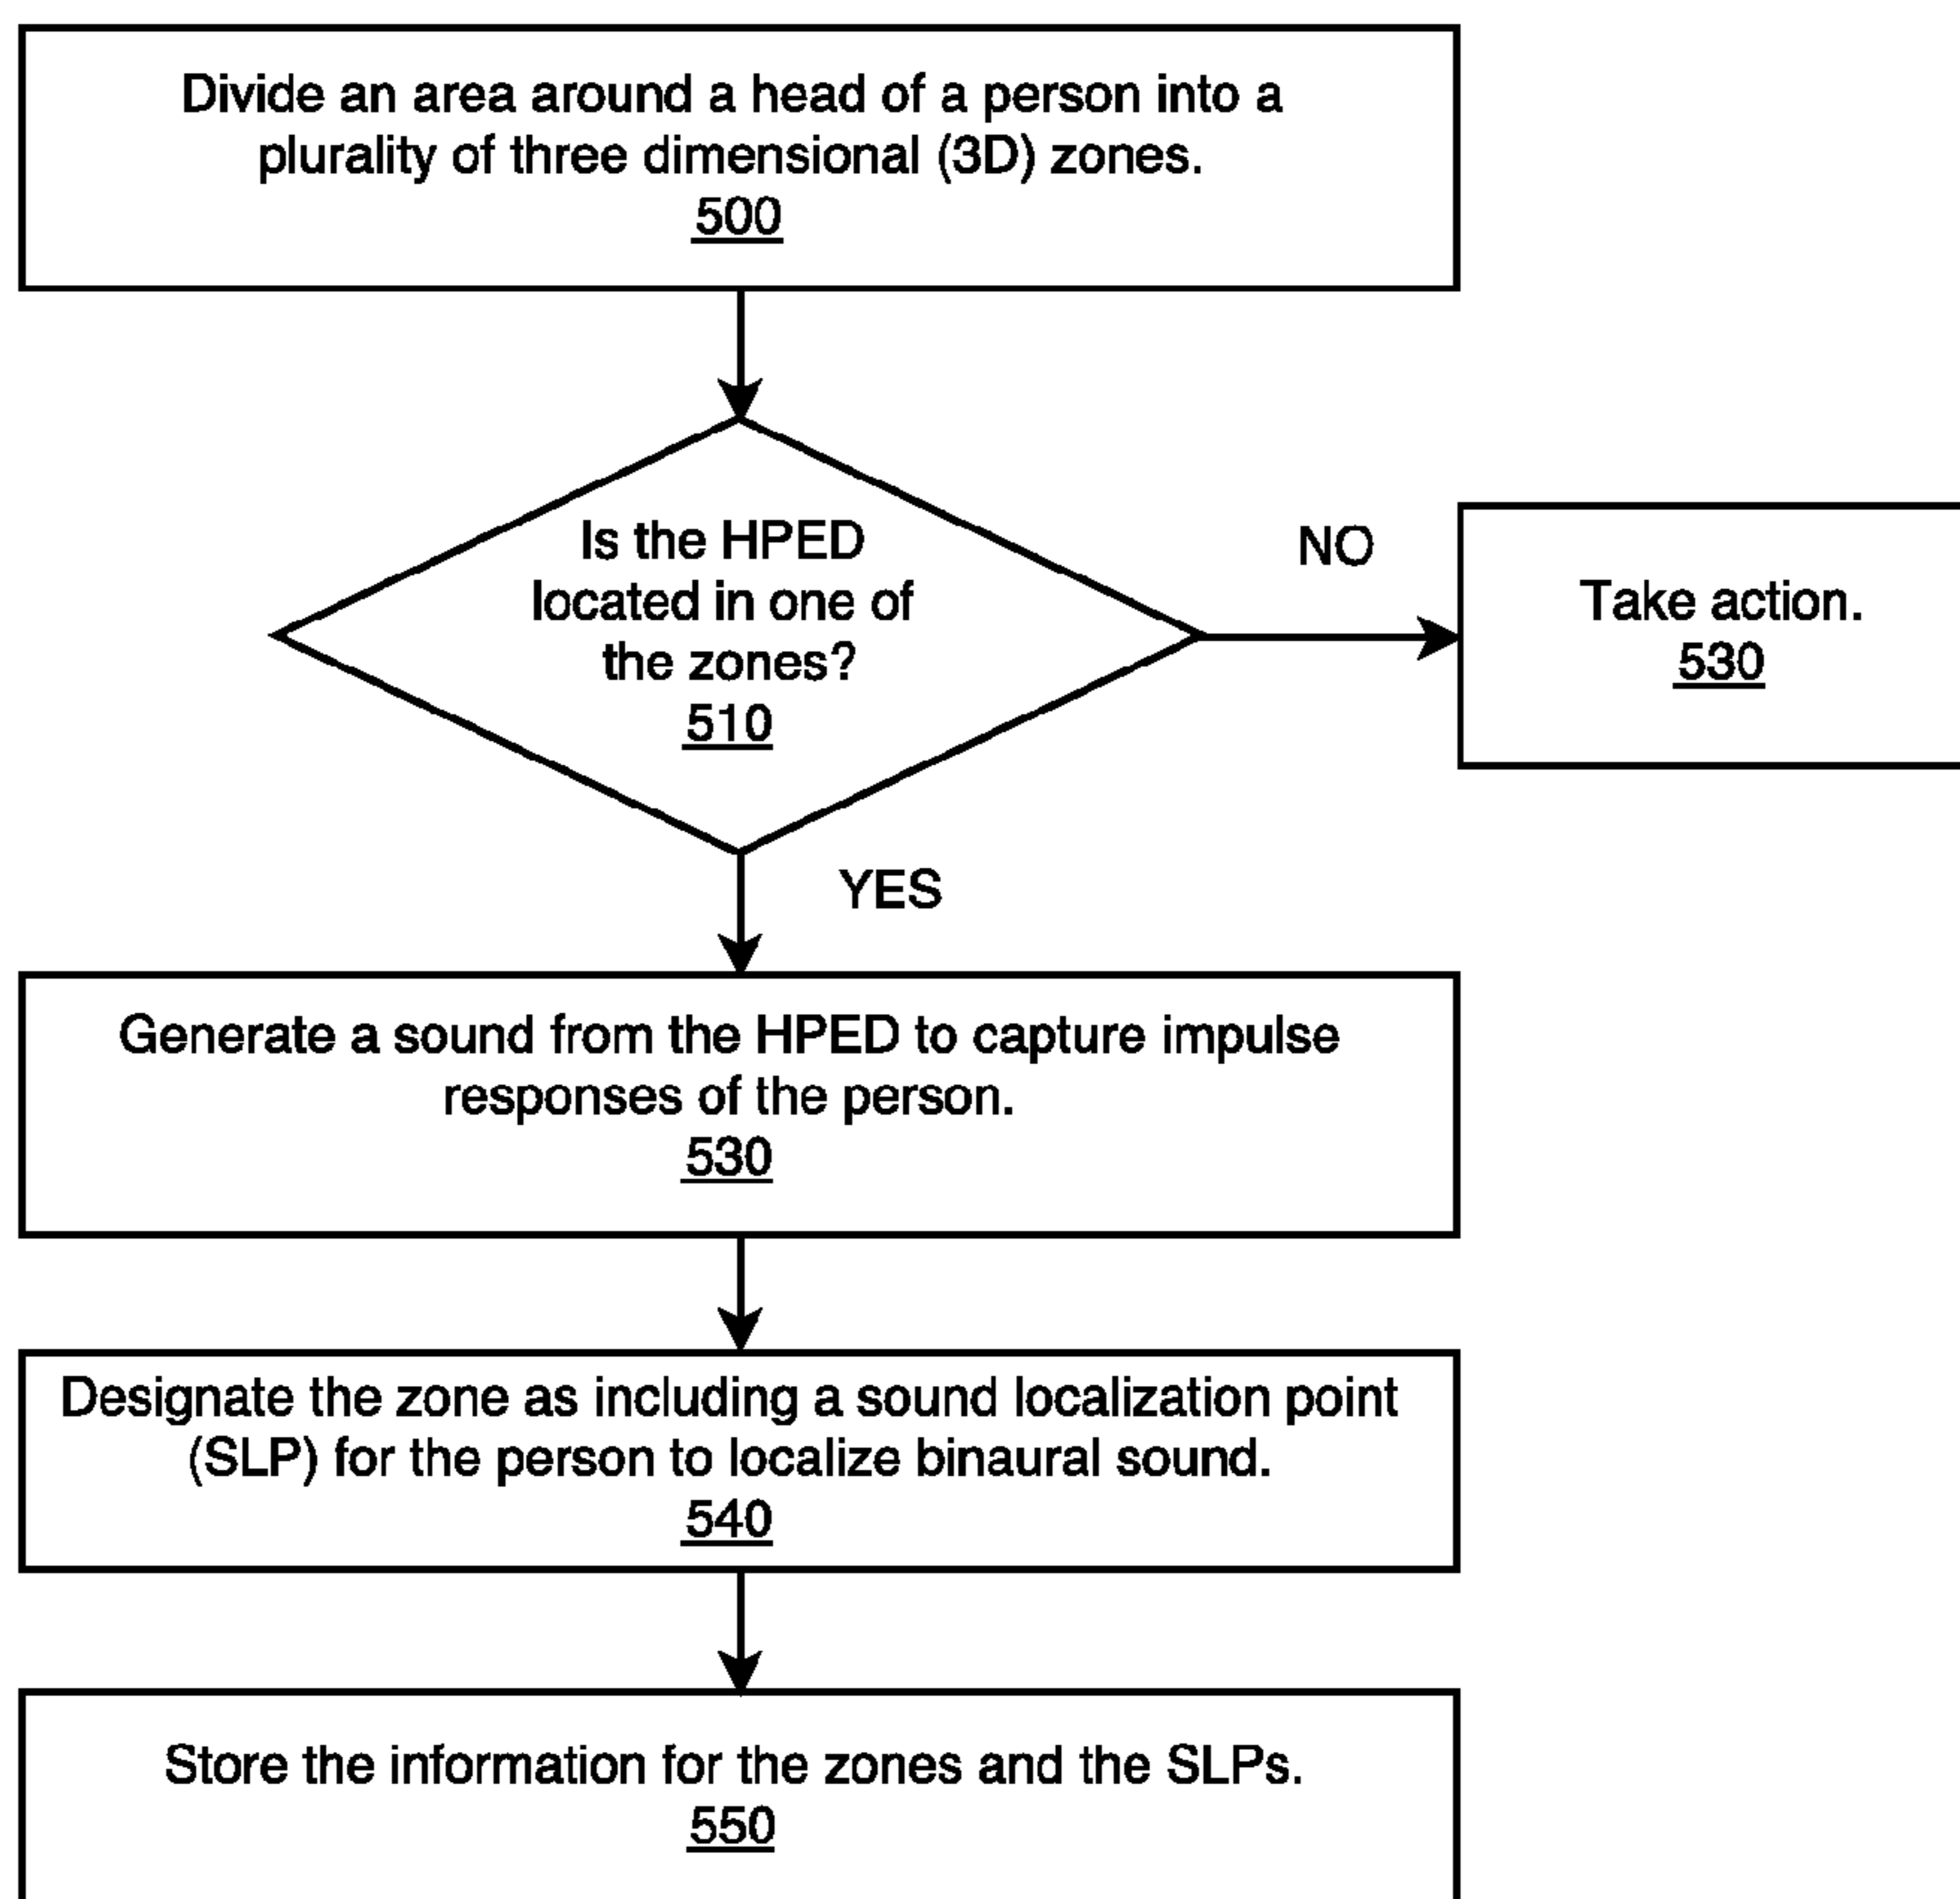 Divide an area around a head of a person into a
plurality of three dimensional (3D) zones.
500
Is the HPED
located in one of
the zones?
510
NO
Take action.
530
YES
Generate a sound from the HPED to capture impulse
responses of the person.
530
Designate the zone as including a sound localization point
(SLP) for the person to localize binaural sound.
540
Store the information for the zones and the SLPs.
550